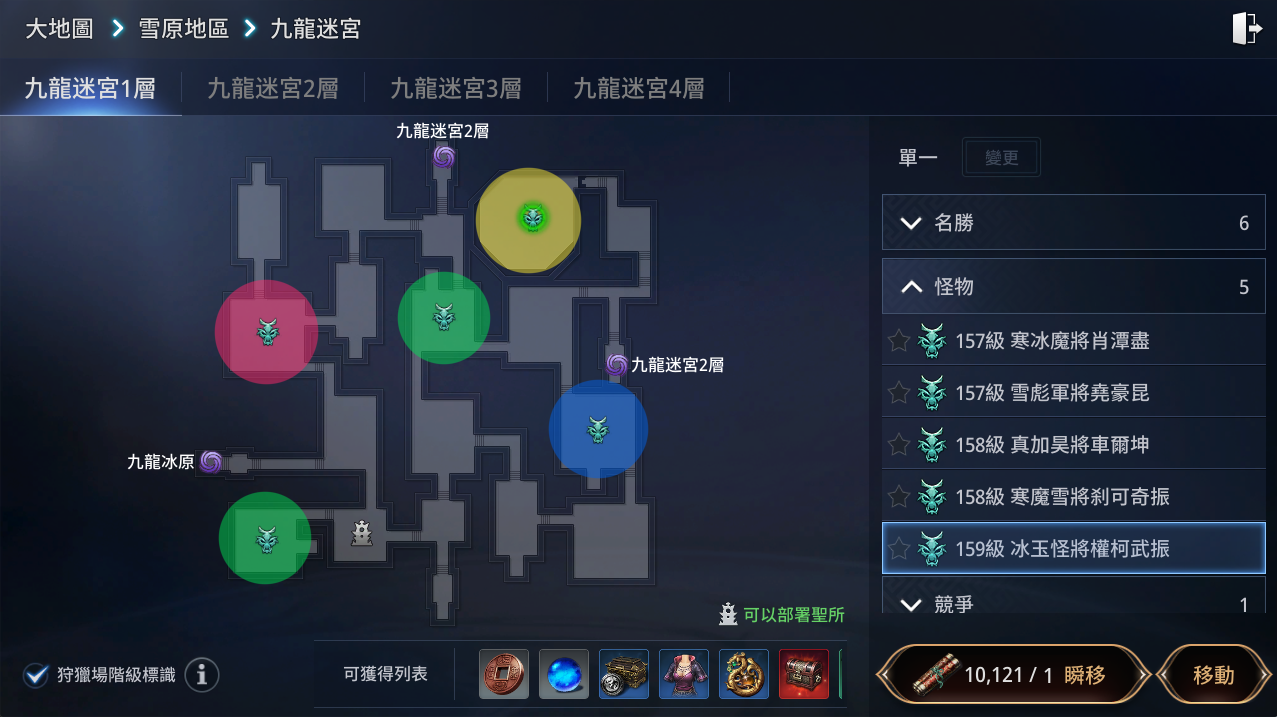 大地圖 雪原地區 九龍迷宮
九龍迷宮1層 九龍迷宮2層 九龍迷宮3層 九龍迷宮4層
九龍迷宮2層
九龍迷宮2層
九龍冰原
可以部署聖所
狩獵場階級標識
可獲得列表
單一 變更
名勝 6
怪物 5
157級 寒冰魔將肖潭盡
157級 雪彪軍將堯豪昆
158級 真加昊將車爾坤
158級 寒魔雪將刹可奇振
159級 冰玉怪將權柯武振
競爭 1
10,121 / 1 瞬移 移動